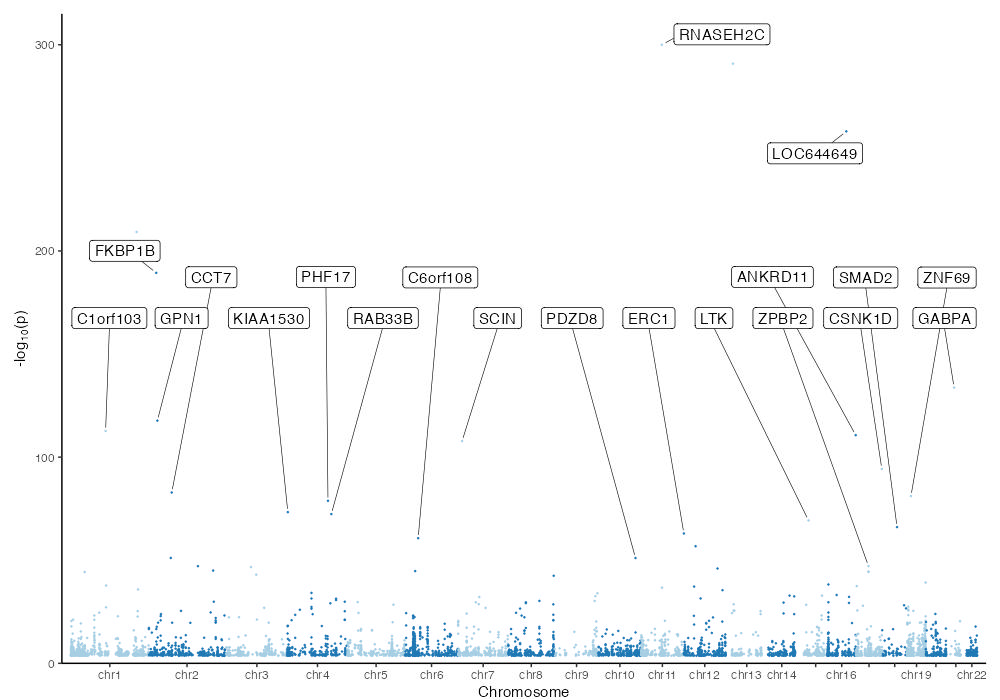 300
RNASEH2C
LOC644649
200
FKBP1B
CCT7
PHF17
C6orf108
ANKRD11
SMAD2
ZNF69
C1orf103
GPN1
KIAA1530
RAB33B
SCIN
PDZD8
ERC1
LTK
ZPBP2
CSNK1D
GABPA
-log10(p)
100
0
chr1
chr2
chr3
chr4
chr5
chr6
chr7
chr8
chr9
chr10
chr11
chr12
chr13
chr14
chr16
chr19
chr22
Chromosome